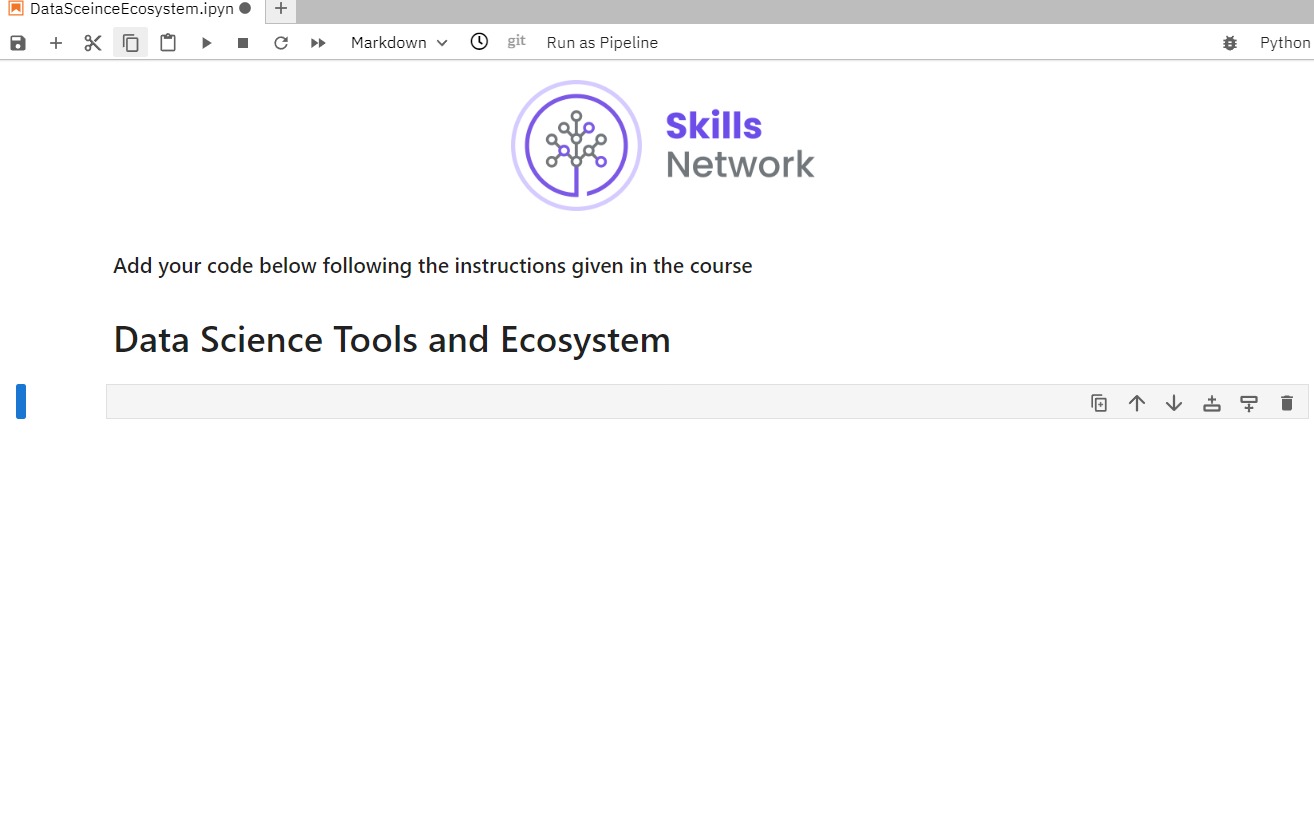 DataSceinceEcosystem.ipyn
Markdown git Run as Pipeline Python
Skills
Network
Add your code below following the instructions given in the course
Data Science Tools and Ecosystem